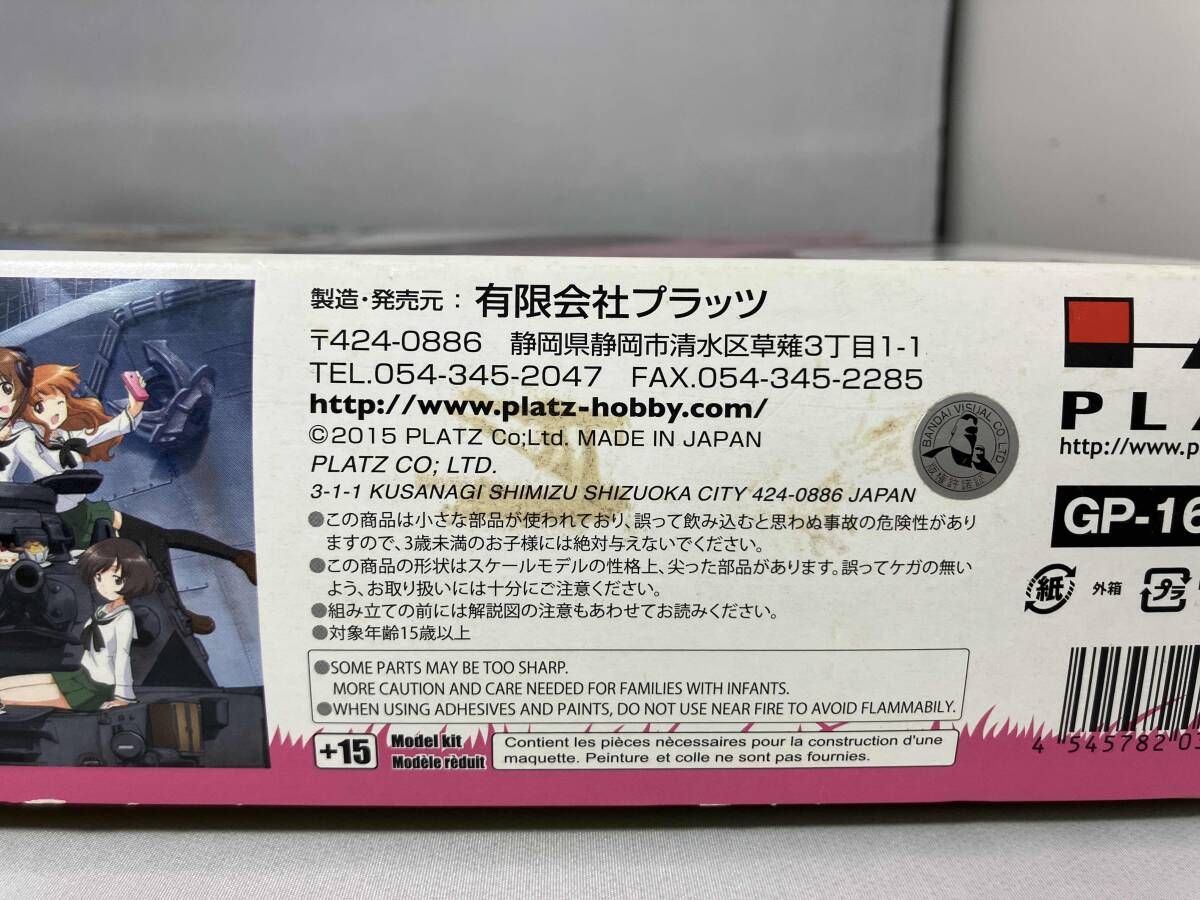 製造・発売元：有限会社プラッツ
〒424-0886 静岡県静岡市清水区草薙3丁目1-1
TEL.054-345-2047 FAX.054-345-2285
http://www.platz-hobby.com/
©2015 PLATZ Co;Ltd. MADE IN JAPAN
PLATZ CO; LTD.
3-1-1 KUSANAGI SHIMIZU SHIZUOKA CITY 424-0886 JAPAN
●この商品は小さな部品が使われており、誤って飲み込むと思わぬ事故の危険性があり
ますので、3歳未満のお子様には絶対与えないでください。
●この商品の形状はスケールモデルの性格上、尖った部品があります。誤ってケガの無い
よう、お取り扱いには十分にご注意ください。
●組み立ての前には解説図の注意もあわせてお読みください。
●対象年齢15歳以上
●SOME PARTS MAY BE TOO SHARP.
MORE CAUTION AND CARE NEEDED FOR FAMILIES WITH INFANTS.
●WHEN USING ADHESIVES AND PAINTS, DO NOT USE NEAR FIRE TO AVOID FLAMMABILY.
+15
Model kit
Modèle rèduit
Contient les pièces nècessaires pour la construction d'une
maquette. Peinture et colle ne sont pas fournies.
BANDAI VISUAL CO LTD
版権許諾証
PLA
http://www.p
GP-16
紙 外箱 プラ
4 545782 03